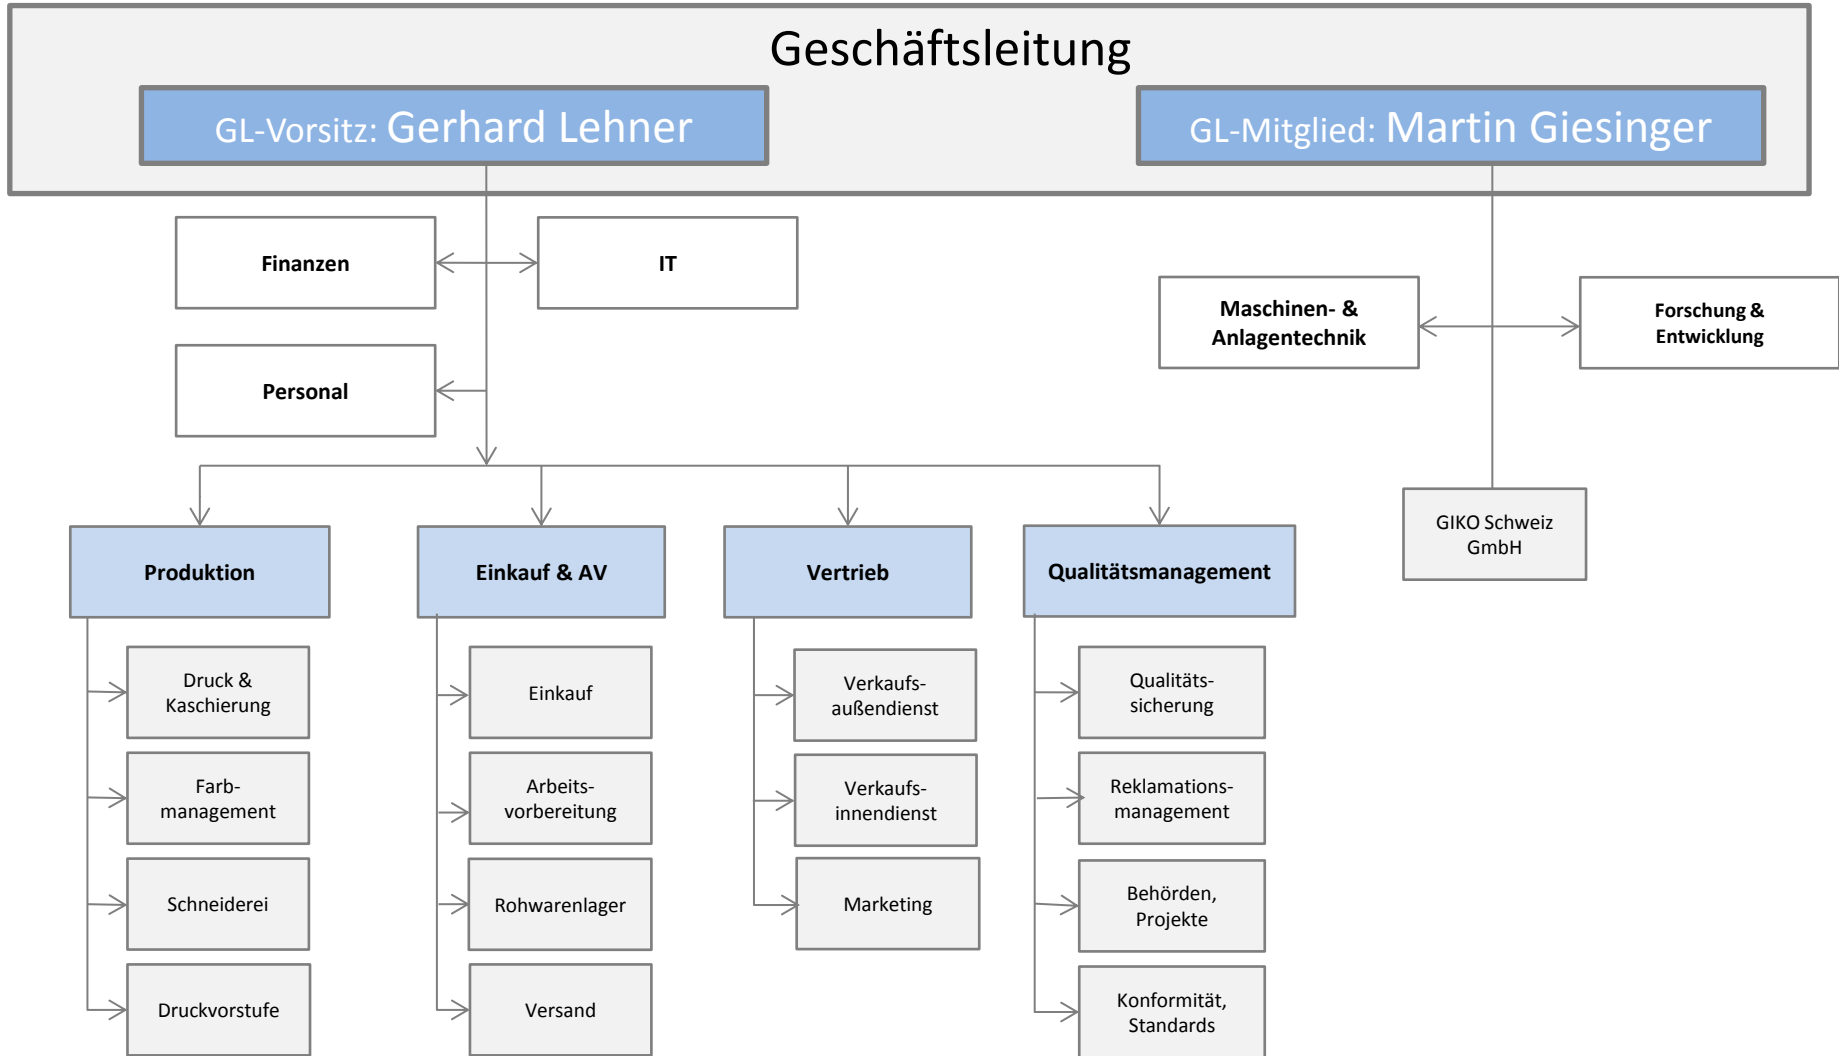 Geschäftsleitung
GL-Vorsitz: Gerhard Lehner
GL-Mitglied: Martin Giesinger
Finanzen
IT
Maschinen- &
Anlagentechnik
Forschung &
Entwicklung
Personal
GIKO Schweiz
GmbH
Produktion
Einkauf & AV
Vertrieb
Qualitätsmanagement
Druck &
Kaschierung
Farb-
management
Schneiderei
Druckvorstufe
Einkauf
Arbeits-
vorbereitung
Rohwarenlager
Versand
Verkaufs-
außendienst
Verkaufs-
innendienst
Marketing
Qualitäts-
sicherung
Reklamations-
management
Behörden,
Projekte
Konformität,
Standards